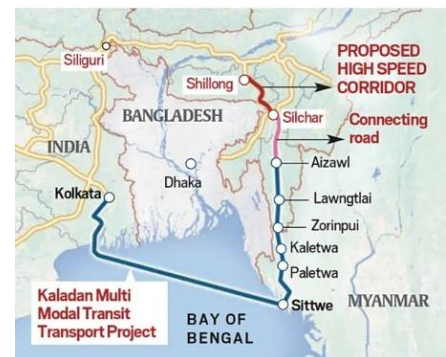 Siliguri
Shillong
PROPOSED
HIGH SPEED
CORRIDOR
BANGLADESH
Silchar
Connecting
road
INDIA
Dhaka
Aizawl
Kolkata
Lawngtlai
Zorinpui
Kaletwa
Paletwa
Kaladan Multi
Modal Transit
Transport Project
BAY OF
BENGAL
Sittwe
MYANMAR